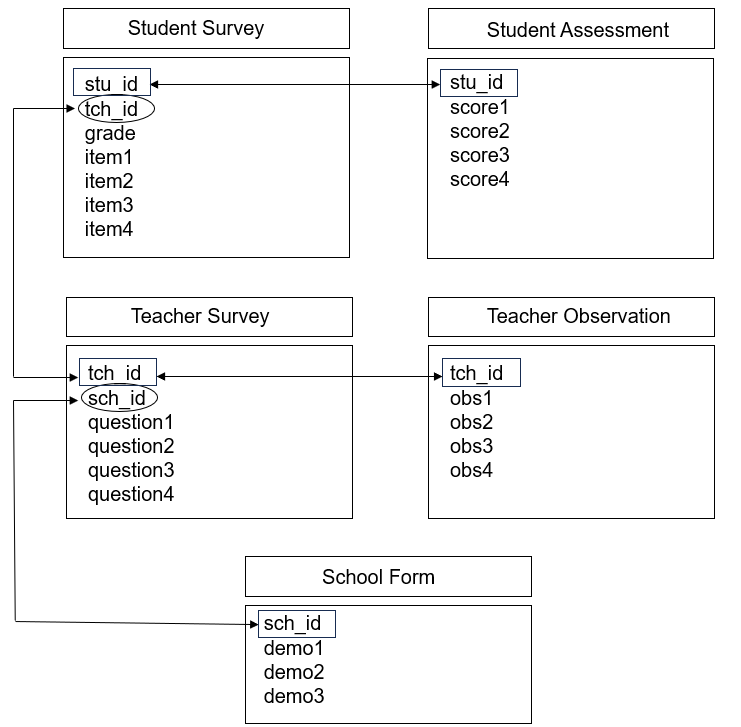 Student Survey
stu_id
tch_id
grade
item1
item2
item3
item4
Student Assessment
stu_id
score1
score2
score3
score4
Teacher Survey
tch_id
sch_id
question1
question2
question3
question4
Teacher Observation
tch_id
obs1
obs2
obs3
obs4
School Form
sch_id
demo1
demo2
demo3